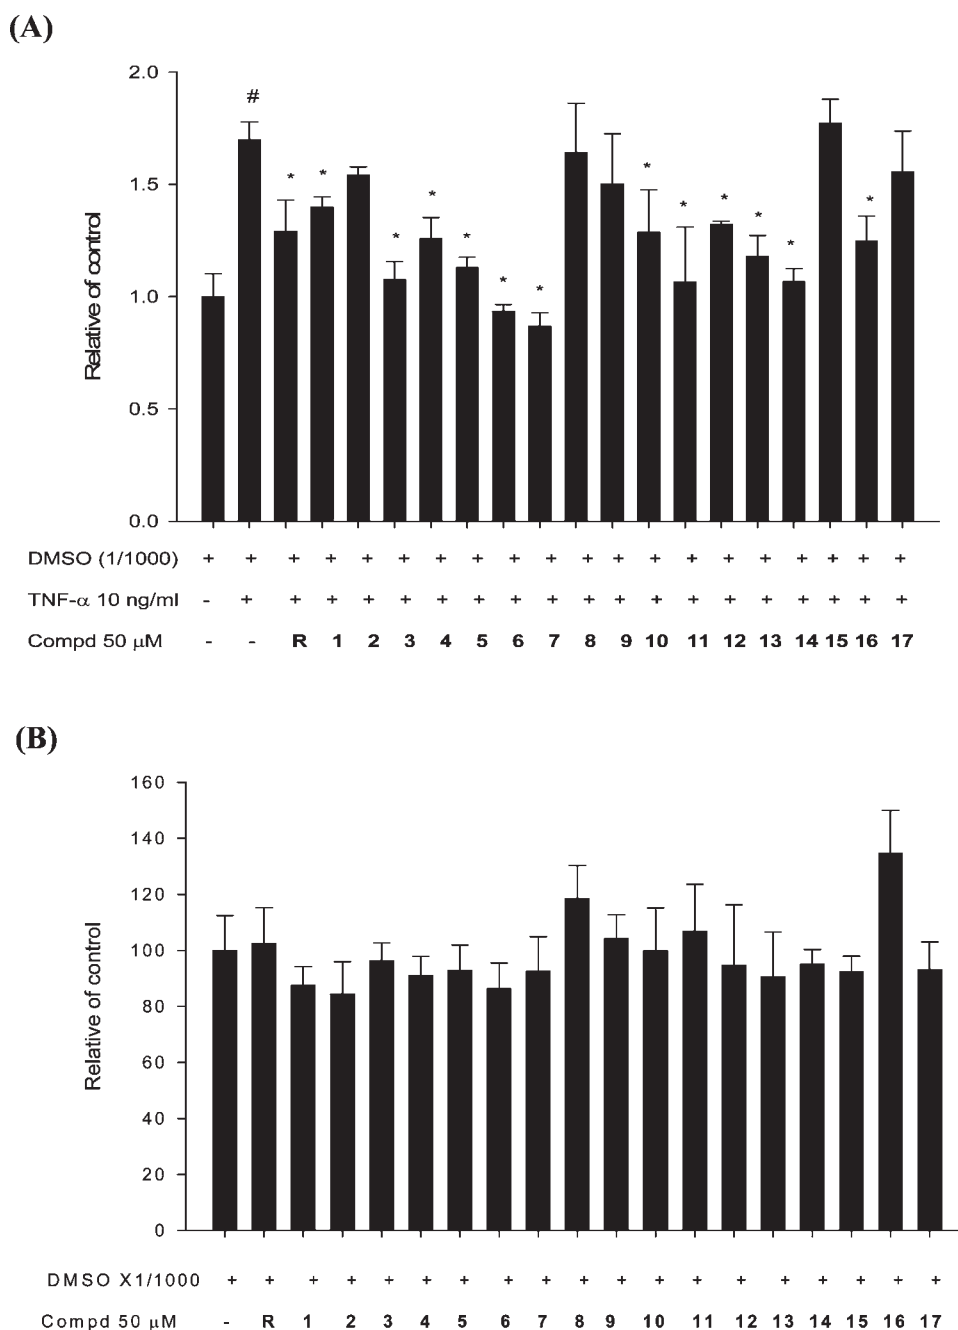 (A)
#
* * * * * * * * * * * * *
2.0
1.5
1.0
0.5
0.0
Relative of control
DMSO (1/1000) + + + + + + + + + + + + + + + + + + + +
TNF-α 10 ng/ml - + + + + + + + + + + + + + + + + + + +
Compd 50 μM - - R 1 2 3 4 5 6 7 8 9 10 11 12 13 14 15 16 17
(B)
160
140
120
100
80
60
40
20
0
Relative of control
DMSO X1/1000 + + + + + + + + + + + + + + + + + + +
Compd 50 μM - R 1 2 3 4 5 6 7 8 9 10 11 12 13 14 15 16 17